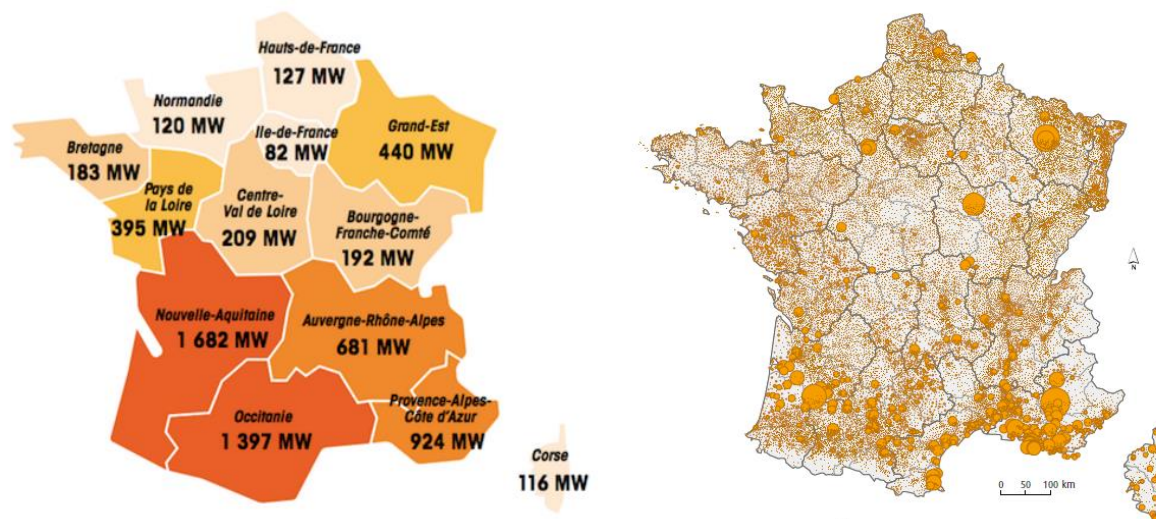 Hauts-de-France
127 MW
Normandie
120 MW
Ile-de-France
82 MW
Grand-Est
440 MW
Bretagne
183 MW
Pays de
la Loire
395 MW
Centre-
Val de Loire
209 MW
Bourgogne-
Franche-Comté
192 MW
Nouvelle-Aquitaine
1 682 MW
Auvergne-Rhône-Alpes
681 MW
Occitanie
1 397 MW
Provence-Alpes-
Côte d'Azur
924 MW
Corse
116 MW
N
0 50 100 km